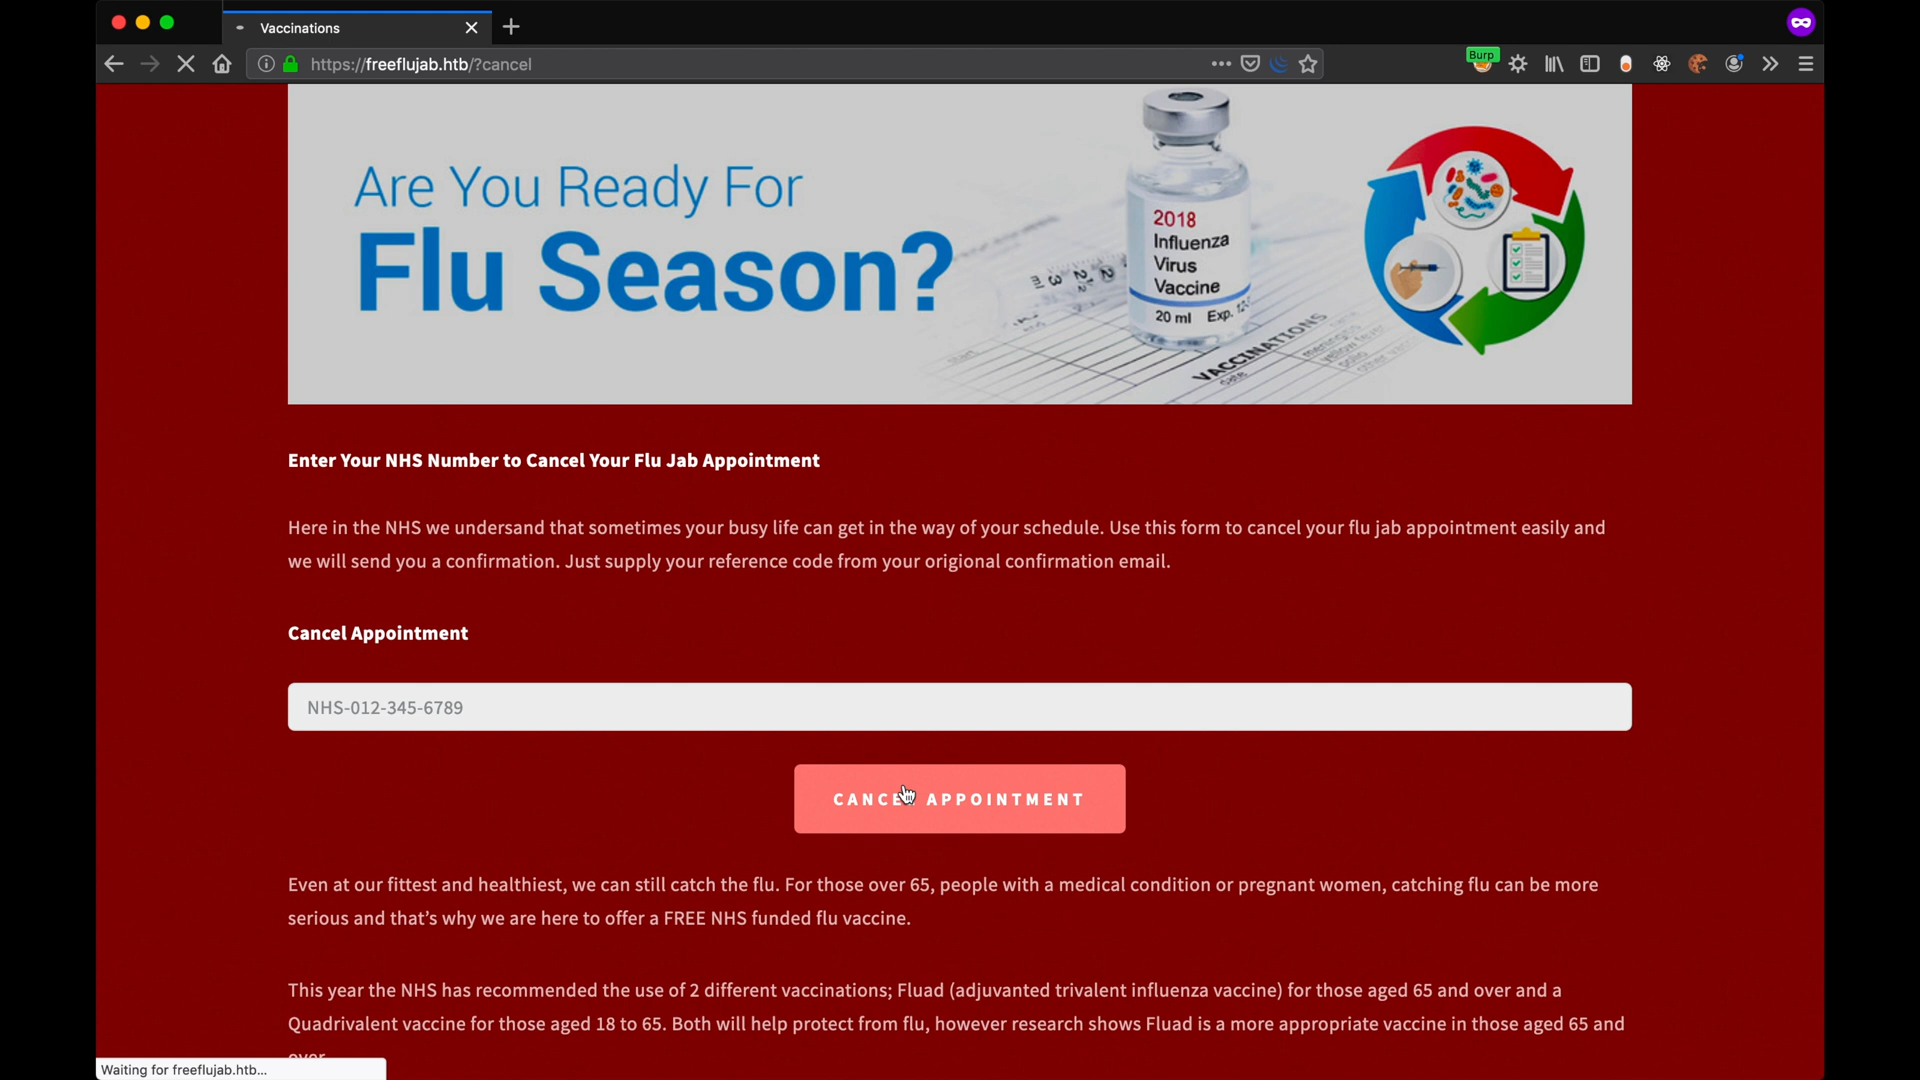 Vaccinations
https://freeflujab.htb/?cancel
Burp
Are You Ready For
Flu Season?
2018
Influenza
Virus
Vaccine
20 ml Exp.
VACCINATIONS
date
Enter Your NHS Number to Cancel Your Flu Jab Appointment
Here in the NHS we undersand that sometimes your busy life can get in the way of your schedule. Use this form to cancel your flu jab appointment easily and
we will send you a confirmation. Just supply your reference code from your origional confirmation email.
Cancel Appointment
NHS-012-345-6789
CANCEL APPOINTMENT
Even at our fittest and healthiest, we can still catch the flu. For those over 65, people with a medical condition or pregnant women, catching flu can be more
serious and that’s why we are here to offer a FREE NHS funded flu vaccine.
This year the NHS has recommended the use of 2 different vaccinations; Fluad (adjuvanted trivalent influenza vaccine) for those aged 65 and over and a
Quadrivalent vaccine for those aged 18 to 65. Both will help protect from flu, however research shows Fluad is a more appropriate vaccine in those aged 65 and
over
Waiting for freeflujab.htb...